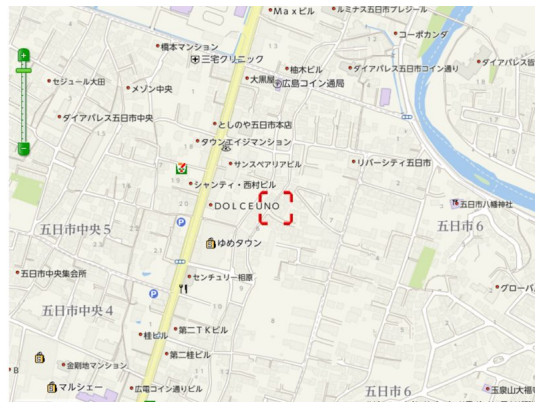 Maxビル
ルミナス五日市プレジール
コーポカンダ
橋本マンション
三宅クリニック
柚木ビル
ダイアパレス五日市コイン通り
ダイアパレス皆
大黒屋
広島コイン通局
セジュール大田
メゾン中央
ダイアパレス五日市中央
としのや五日市本店
タウンエイジマンション
サンスペアリアビル
リバーシティ五日市
シャンティ・西村ビル
DOLCEUNO
五日市八幡神社
五日市中央5
五日市6
ゆめタウン
五日市中央集会所
センチュリー相原
グローバ
五日市中央4
第二TKビル
桂ビル
第二桂ビル
金剛地マンション
B
マルシェー
広電コイン通りビル
五日市6
玉泉山大福